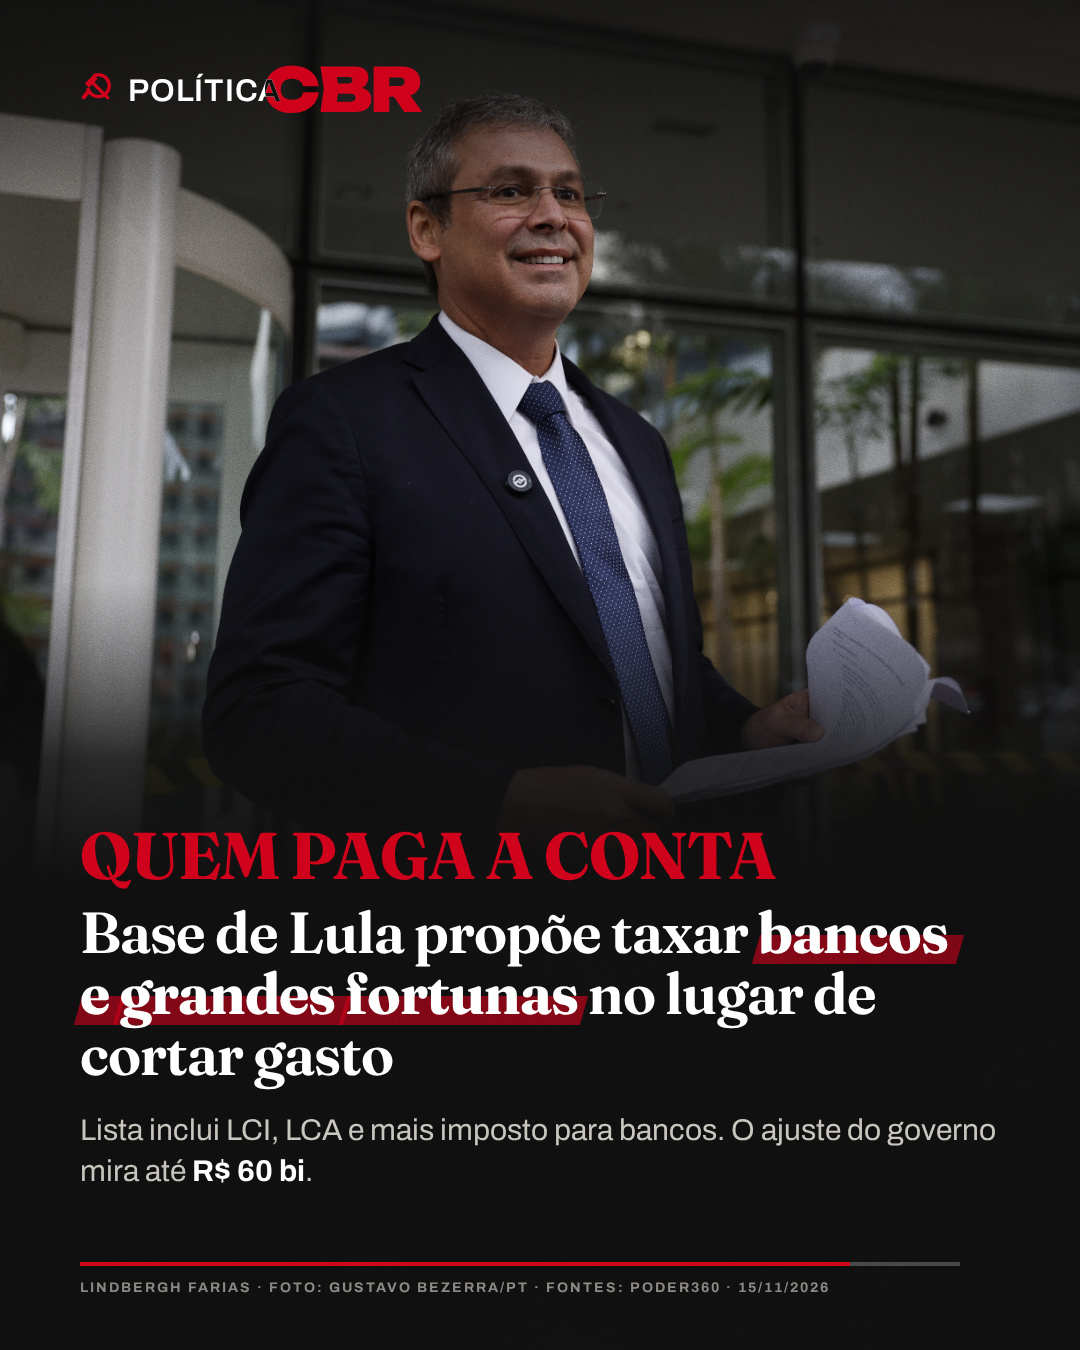 POLÍTICA CBR
QUEM PAGA A CONTA
Base de Lula propõe taxar bancos
e grandes fortunas no lugar de
cortar gasto
Lista inclui LCI, LCA e mais imposto para bancos. O ajuste do governo
mira até R$ 60 bi.
LINDBERGH FARIAS · FOTO: GUSTAVO BEZERRA/PT · FONTES: PODER360 · 15/11/2026